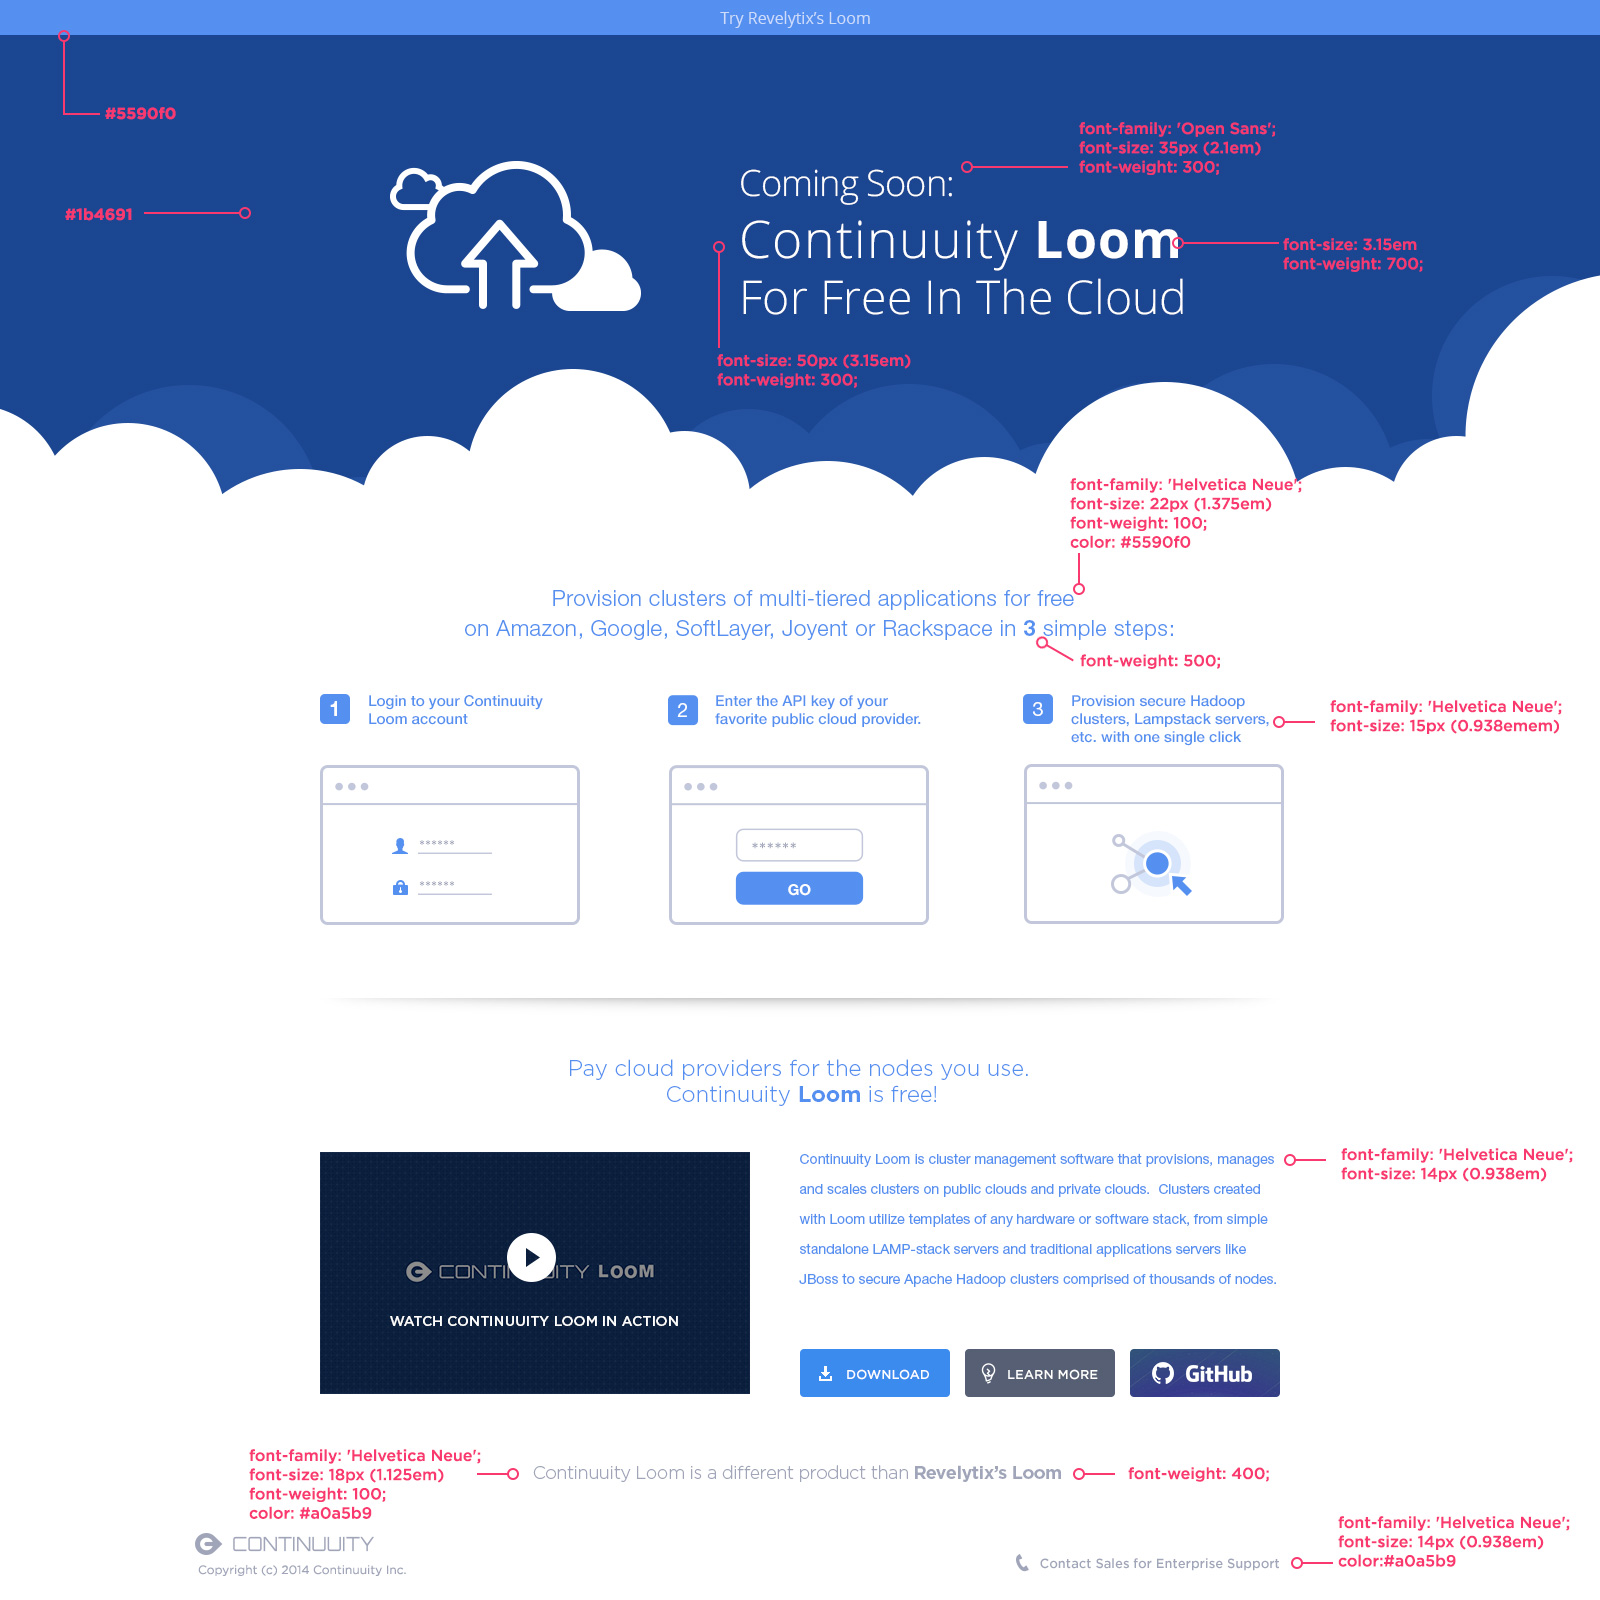 Try Revelytix's Loom
#5590f0
font-family: 'Open Sans';
font-size: 35px (2.1em)
font-weight: 300;
Coming Soon:
#1b4691
Continuuity Loom
font-size: 3.15em
font-weight: 700;
For Free In The Cloud
font-size: 50px (3.15em)
font-weight: 300;
font-family: 'Helvetica Neue';
font-size: 22px (1.375em)
font-weight: 100;
color: #5590f0
Provision clusters of multi-tiered applications for free
on Amazon, Google, SoftLayer, Joyent or Rackspace in 3 simple steps:
font-weight: 500;
1
Login to your Continuity
Loom account
2
Enter the API key of your
favorite public cloud provider.
3
Provision secure Hadoop
clusters, Lampstack servers,
etc. with one single click
font-family: 'Helvetica Neue';
font-size: 15px (0.938emem)
******
******
******
GO
Pay cloud providers for the nodes you use.
Continuuity Loom is free!
CONTINUUITY LOOM
WATCH CONTINUUITY LOOM IN ACTION
Continuuity Loom is cluster management software that provisions, manages
and scales clusters on public clouds and private clouds. Clusters created
with Loom utilize templates of any hardware or software stack, from simple
standalone LAMP-stack servers and traditional applications servers like
JBoss to secure Apache Hadoop clusters comprised of thousands of nodes.
font-family: 'Helvetica Neue';
font-size: 14px (0.938em)
DOWNLOAD
LEARN MORE
GitHub
font-family: 'Helvetica Neue';
font-size: 18px (1.125em)
font-weight: 100;
color: #a0a5b9
Continuuity Loom is a different product than Revelytix's Loom
font-weight: 400;
CONTINUUITY
Copyright (c) 2014 Continuuity Inc.
Contact Sales for Enterprise Support
font-family: 'Helvetica Neue';
font-size: 14px (0.938em)
color:#a0a5b9